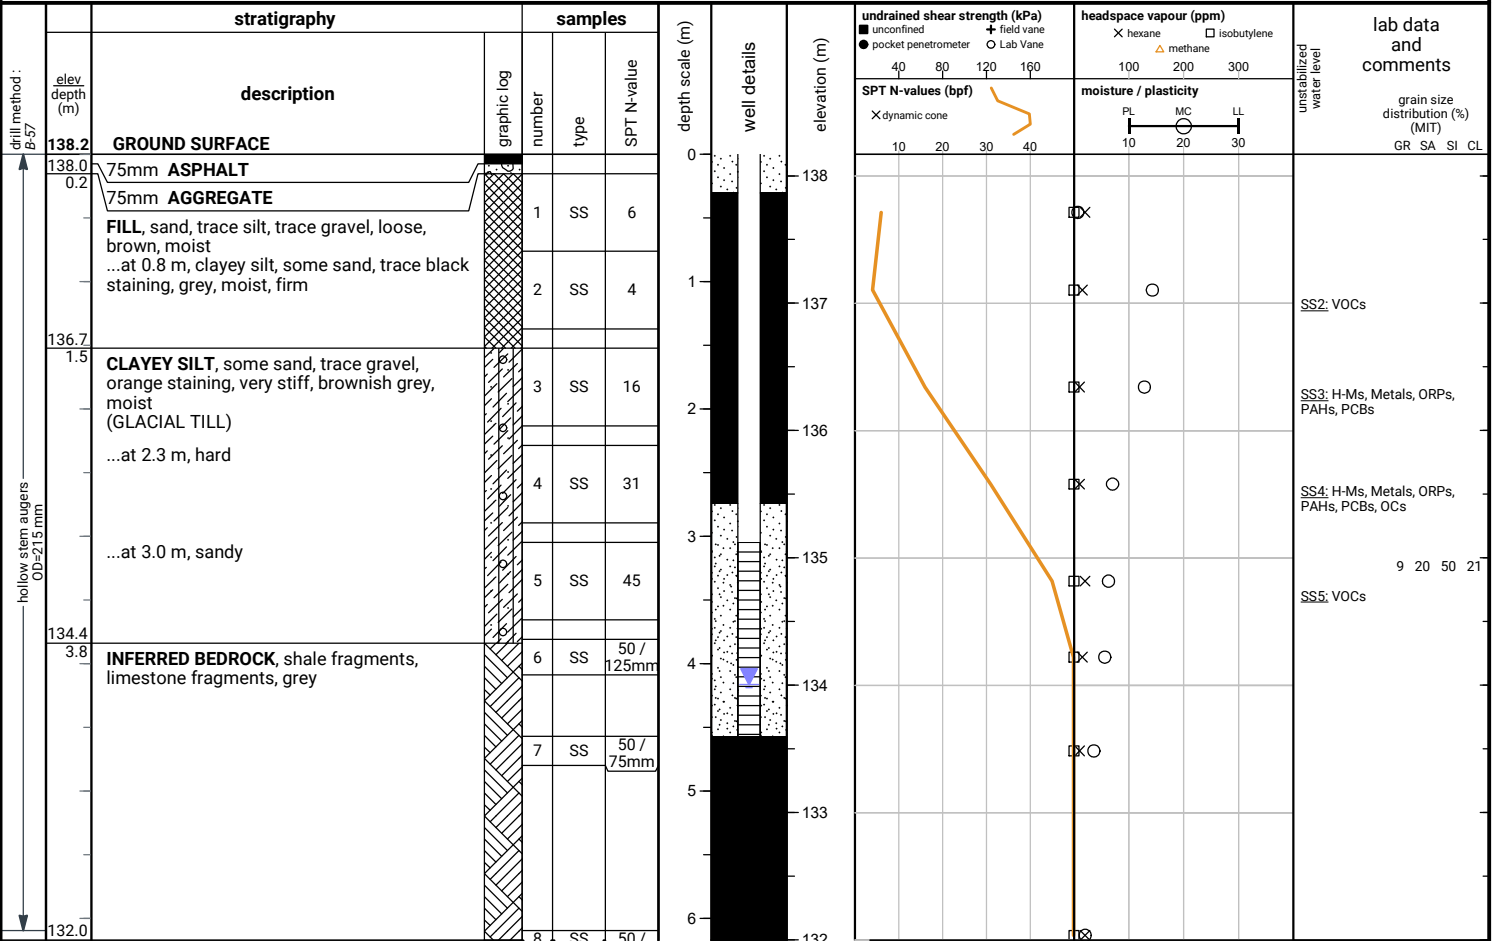 stratigraphy
samples
drill method :
B-57
elev
depth
(m)
description
graphic log
number
type
SPT N-value
depth scale (m)
well details
elevation (m)
undrained shear strength (kPa)
unconfined
field vane
pocket penetrometer
Lab Vane
40 80 120 160
SPT N-values (bpf)
dynamic cone
10 20 30 40
headspace vapour (ppm)
hexane
isobutylene
methane
100 200 300
moisture / plasticity
PL MC LL
10 20 30
unstabilized
water level
lab data
and
comments
grain size
distribution (%)
(MIT)
GR SA SI CL
138.2 GROUND SURFACE
138.0
0.2
75mm ASPHALT
75mm AGGREGATE
FILL, sand, trace silt, trace gravel, loose,
brown, moist
...at 0.8 m, clayey silt, some sand, trace black
staining, grey, moist, firm
136.7
1.5
CLAYEY SILT, some sand, trace gravel,
orange staining, very stiff, brownish grey,
moist
(GLACIAL TILL)
...at 2.3 m, hard
...at 3.0 m, sandy
134.4
3.8
INFERRED BEDROCK, shale fragments,
limestone fragments, grey
132.0
hollow stem augers
OD=215 mm
1 SS 6
2 SS 4
3 SS 16
4 SS 31
5 SS 45
6 SS 50 /
125mm
7 SS 50 /
75mm
8 SS 50 /
0
1
2
3
4
5
6
138
137
136
135
134
133
132
SS2: VOCs
SS3: H-Ms, Metals, ORPs,
PAHs, PCBs
SS4: H-Ms, Metals, ORPs,
PAHs, PCBs, OCs
9 20 50 21
SS5: VOCs